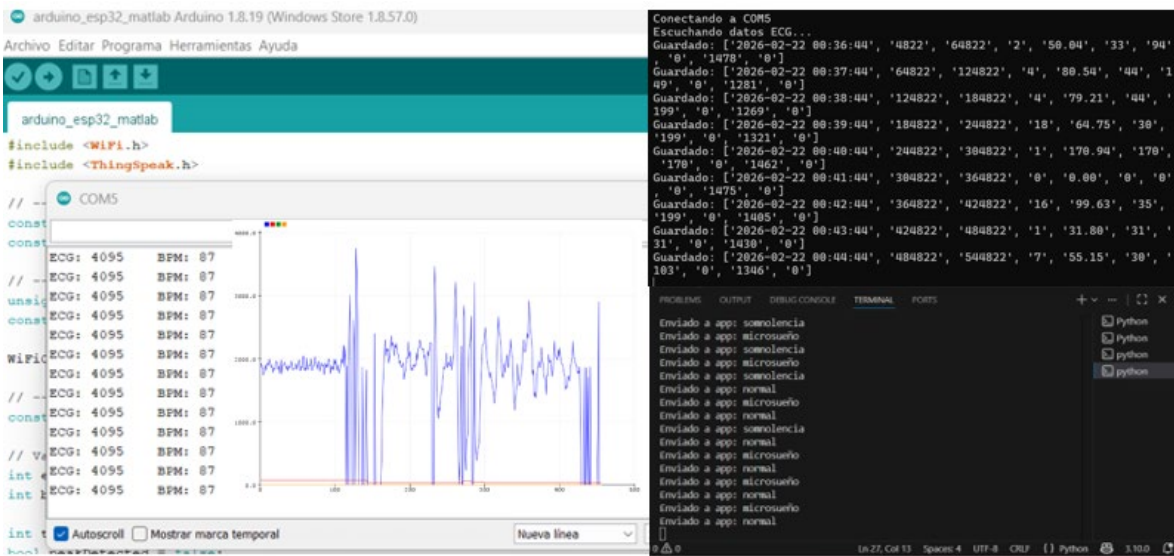 arduino_esp32_matlab Arduino 1.8.19 (Windows Store 1.8.57.0)
Archivo Editar Programa Herramientas Ayuda
arduino_esp32_matlab
#include <WiFi.h>
#include <ThingSpeak.h>
COM5
ECG: 4095 BPM: 87
ECG: 4095 BPM: 87
ECG: 4095 BPM: 87
ECG: 4095 BPM: 87
ECG: 4095 BPM: 87
ECG: 4095 BPM: 87
ECG: 4095 BPM: 87
ECG: 4095 BPM: 87
ECG: 4095 BPM: 87
ECG: 4095 BPM: 87
ECG: 4095 BPM: 87
ECG: 4095 BPM: 87
ECG: 4095 BPM: 87
Autoscroll Mostrar marca temporal Nueva línea
Conectando a COM5
Escuchando datos ECG...
Guardado: ['2026-02-22 00:36:44', '4822', '64822', '2', '50.04', '33', '94'
, '0', '1478', '0']
Guardado: ['2026-02-22 00:37:44', '64822', '124822', '4', '80.54', '44', '1
49', '0', '1281', '0']
Guardado: ['2026-02-22 00:38:44', '124822', '184822', '4', '79.21', '44', '
199', '0', '1269', '0']
Guardado: ['2026-02-22 00:39:44', '184822', '244822', '18', '64.75', '30',
'199', '0', '1321', '0']
Guardado: ['2026-02-22 00:40:44', '244822', '304822', '1', '170.94', '170',
'170', '0', '1462', '0']
Guardado: ['2026-02-22 00:41:44', '304822', '364822', '0', '0.00', '0', '0'
, '0', '1475', '0']
Guardado: ['2026-02-22 00:42:44', '364822', '424822', '16', '99.63', '35',
'199', '0', '1405', '0']
Guardado: ['2026-02-22 00:43:44', '424822', '484822', '1', '31.80', '31', '
31', '0', '1430', '0']
Guardado: ['2026-02-22 00:44:44', '484822', '544822', '7', '55.15', '30', '
103', '0', '1346', '0']
PROBLEMS OUTPUT DEBUG CONSOLE TERMINAL PORTS
Enviado a app: somnolencia
Enviado a app: microsueño
Enviado a app: somnolencia
Enviado a app: microsueño
Enviado a app: somnolencia
Enviado a app: normal
Enviado a app: microsueño
Enviado a app: normal
Enviado a app: somnolencia
Enviado a app: normal
Enviado a app: microsueño
Enviado a app: normal
Enviado a app: microsueño
Enviado a app: normal
Enviado a app: microsueño
Enviado a app: normal
Python
Python
python
python
Ln 27, Col 13 Spaces: 4 UTF-8 CRLF {} Python 3.10.0